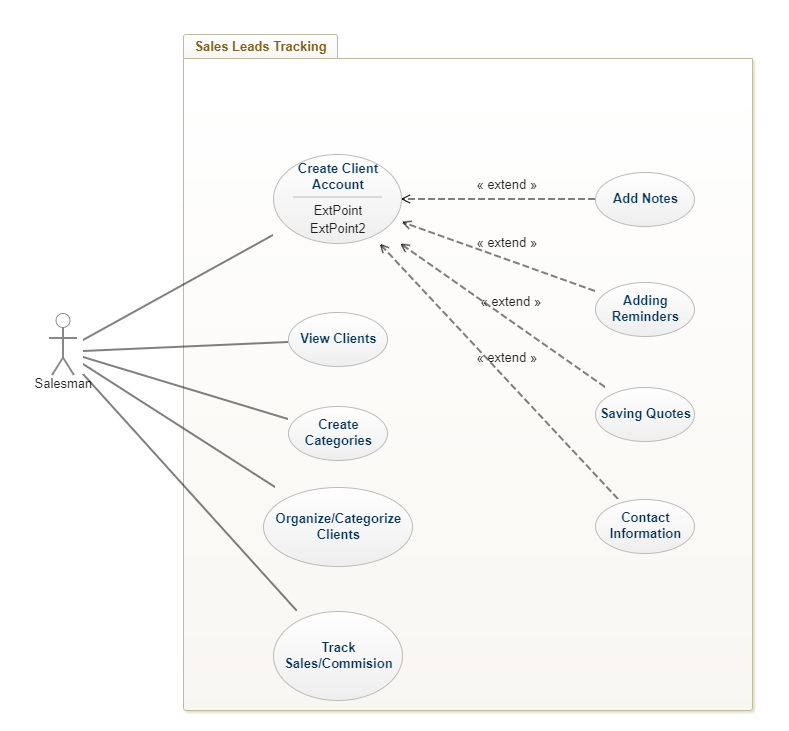 Sales Leads Tracking
Create Client
Account
ExtPoint
ExtPoint2
« extend »
Add Notes
« extend »
Adding
Reminders
« extend »
View Clients
Salesman
« extend »
Create
Categories
Saving Quotes
Organize/Categorize
Clients
Contact
Information
Track
Sales/Commision